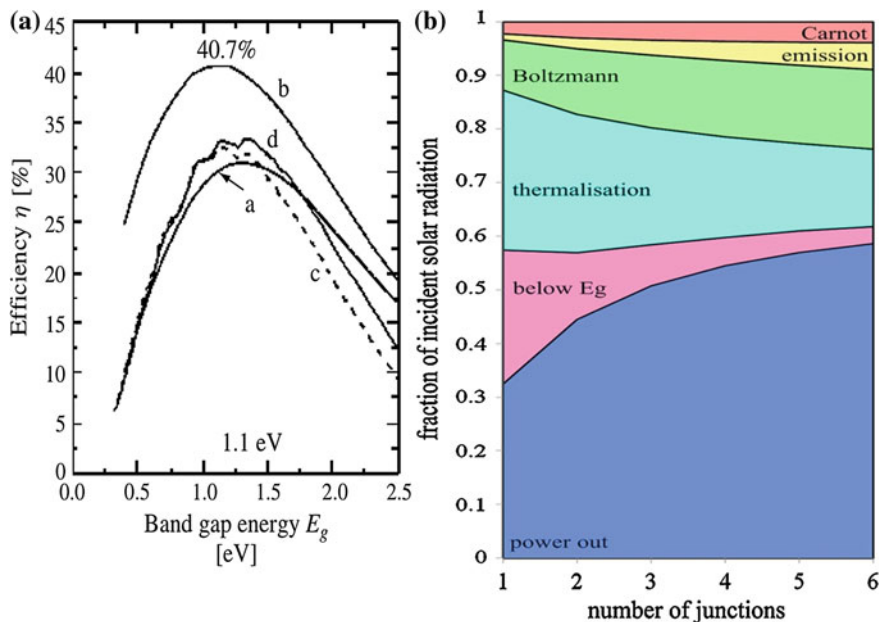 (a)
45
40
35
30
25
20
15
10
5
0
Efficiency η [%]
40.7%
b
d
a
c
1.1 eV
0.0 0.5 1.0 1.5 2.0 2.5
Band gap energy Eg
[eV]
(b)
1
0.9
0.8
0.7
0.6
0.5
0.4
0.3
0.2
0.1
0
fraction of incident solar radiation
Carnot
emission
Boltzmann
thermalisation
below Eg
power out
1 2 3 4 5 6
number of junctions